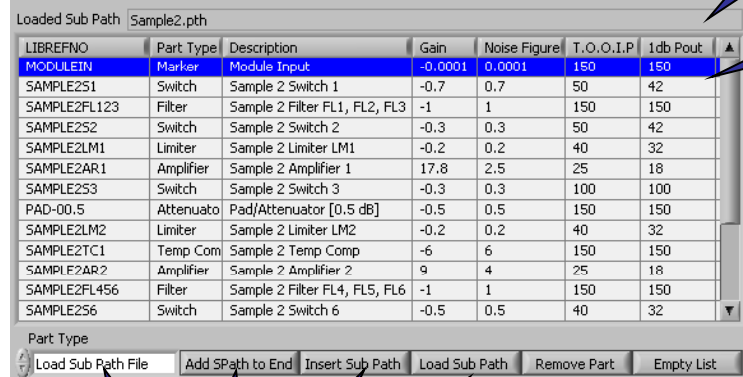 Loaded Sub Path Sample2.pth
LIBREFNO Part Type Description Gain Noise Figure T.O.O.I.P 1db Pout
MODULEIN Marker Module Input -0.0001 0.0001 150 150
SAMPLE2S1 Switch Sample 2 Switch 1 -0.7 0.7 50 42
SAMPLE2FL123 Filter Sample 2 Filter FL1, FL2, FL3 -1 1 150 150
SAMPLE2S2 Switch Sample 2 Switch 2 -0.3 0.3 50 42
SAMPLE2LM1 Limiter Sample 2 Limiter LM1 -0.2 0.2 40 32
SAMPLE2AR1 Amplifier Sample 2 Amplifier 1 17.8 2.5 25 18
SAMPLE2S3 Switch Sample 2 Switch 3 -0.3 0.3 100 100
PAD-00.5 Attenuato Pad/Attenuator [0.5 dB] -0.5 0.5 150 150
SAMPLE2LM2 Limiter Sample 2 Limiter LM2 -0.2 0.2 40 32
SAMPLE2TC1 Temp Com Sample 2 Temp Comp -6 6 150 150
SAMPLE2AR2 Amplifier Sample 2 Amplifier 2 9 4 25 18
SAMPLE2FL456 Filter Sample 2 Filter FL4, FL5, FL6 -1 1 150 150
SAMPLE2S6 Switch Sample 2 Switch 6 -0.5 0.5 40 32
Part Type
Load Sub Path File Add SPath to End Insert Sub Path Load Sub Path Remove Part Empty List